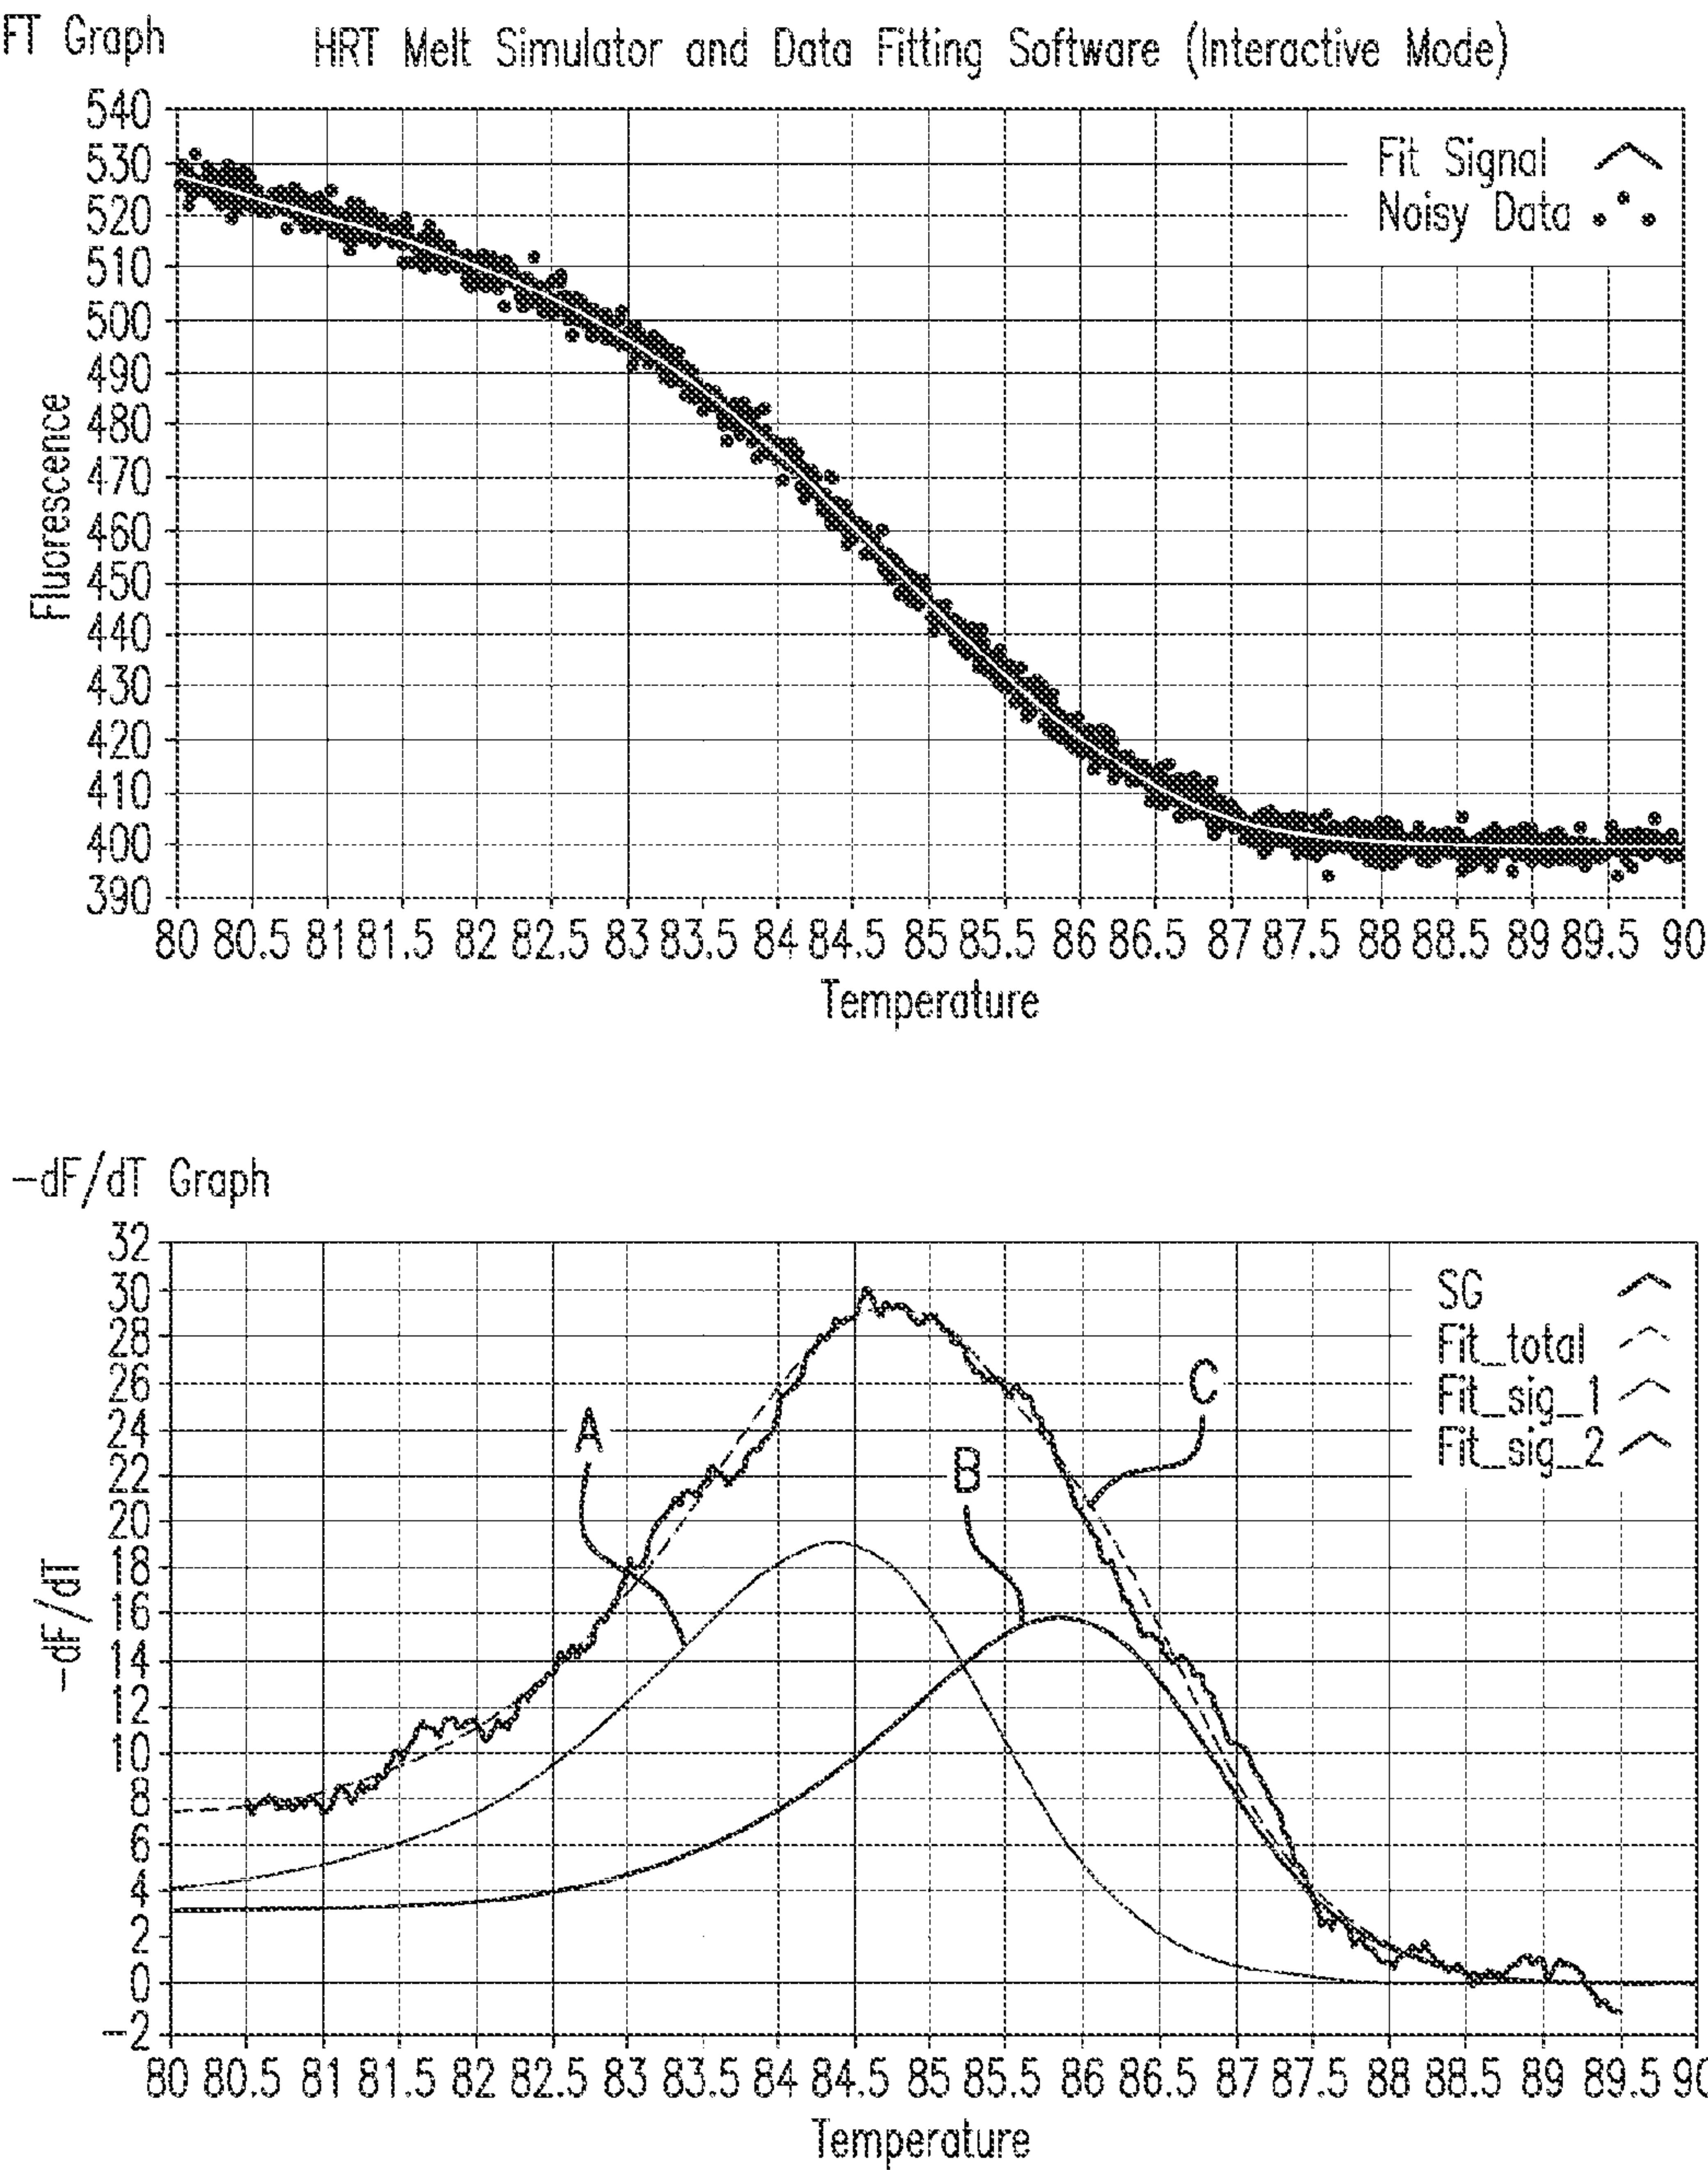 FT Graph
HRT Melt Simulator and Data Fitting Software (Interactive Mode)
540
530
520
510
500
490
480
470
460
450
440
430
420
410
400
390
Fluorescence
Fit Signal
Noisy Data
80 80.5 81 81.5 82 82.5 83 83.5 84 84.5 85 85.5 86 86.5 87 87.5 88 88.5 89 89.5 90
Temperature
-dF/dT Graph
32
30
28
26
24
22
20
18
16
14
12
10
8
6
4
2
0
-2
-dF/dT
SG
Fit_total
Fit_sig_1
Fit_sig_2
A
B
C
80 80.5 81 81.5 82 82.5 83 83.5 84 84.5 85 85.5 86 86.5 87 87.5 88 88.5 89 89.5 90
Temperature